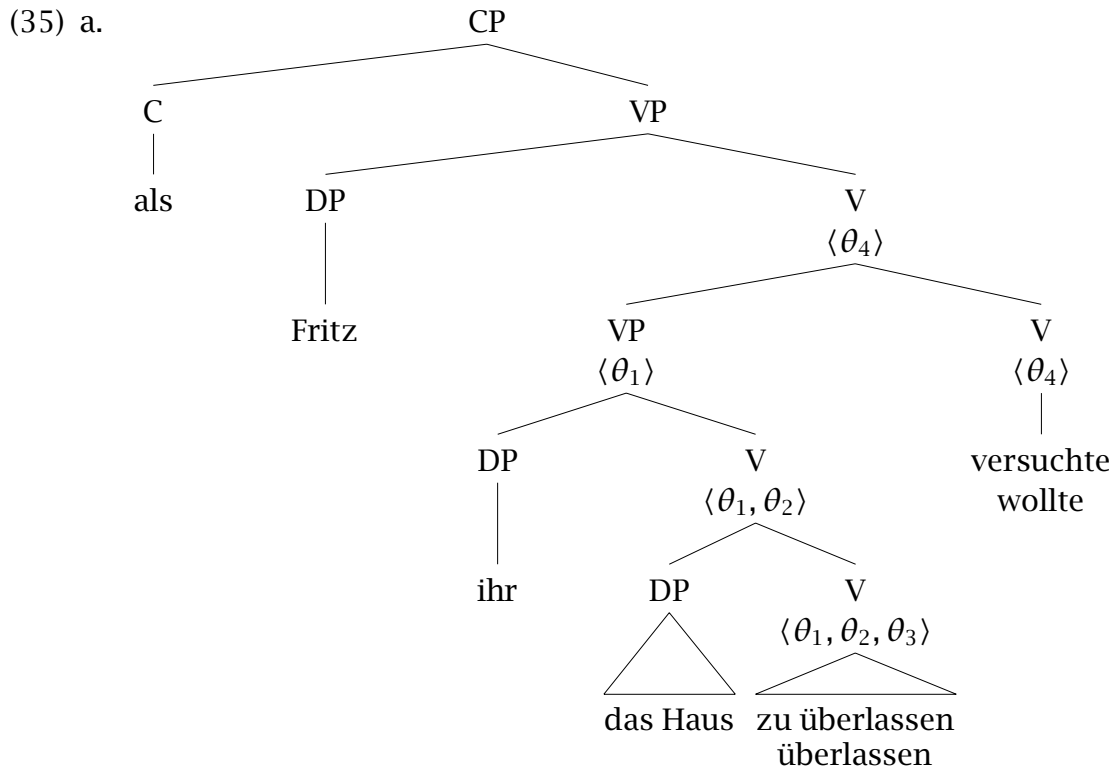 (35) a. CP
C VP
als DP V
⟨θ₄⟩
Fritz VP V
⟨θ₁⟩ ⟨θ₄⟩
DP V versuchte
⟨θ₁, θ₂⟩ wollte
ihr DP V
⟨θ₁, θ₂, θ₃⟩
das Haus zu überlassen
überlassen